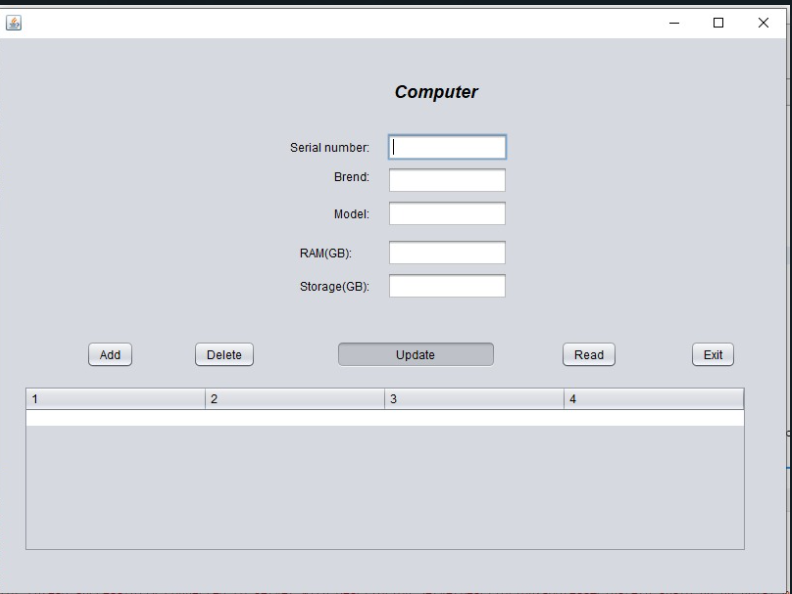 Computer
Serial number:
Brend:
Model:
RAM(GB):
Storage(GB):
Add Delete Update Read Exit
1 2 3 4